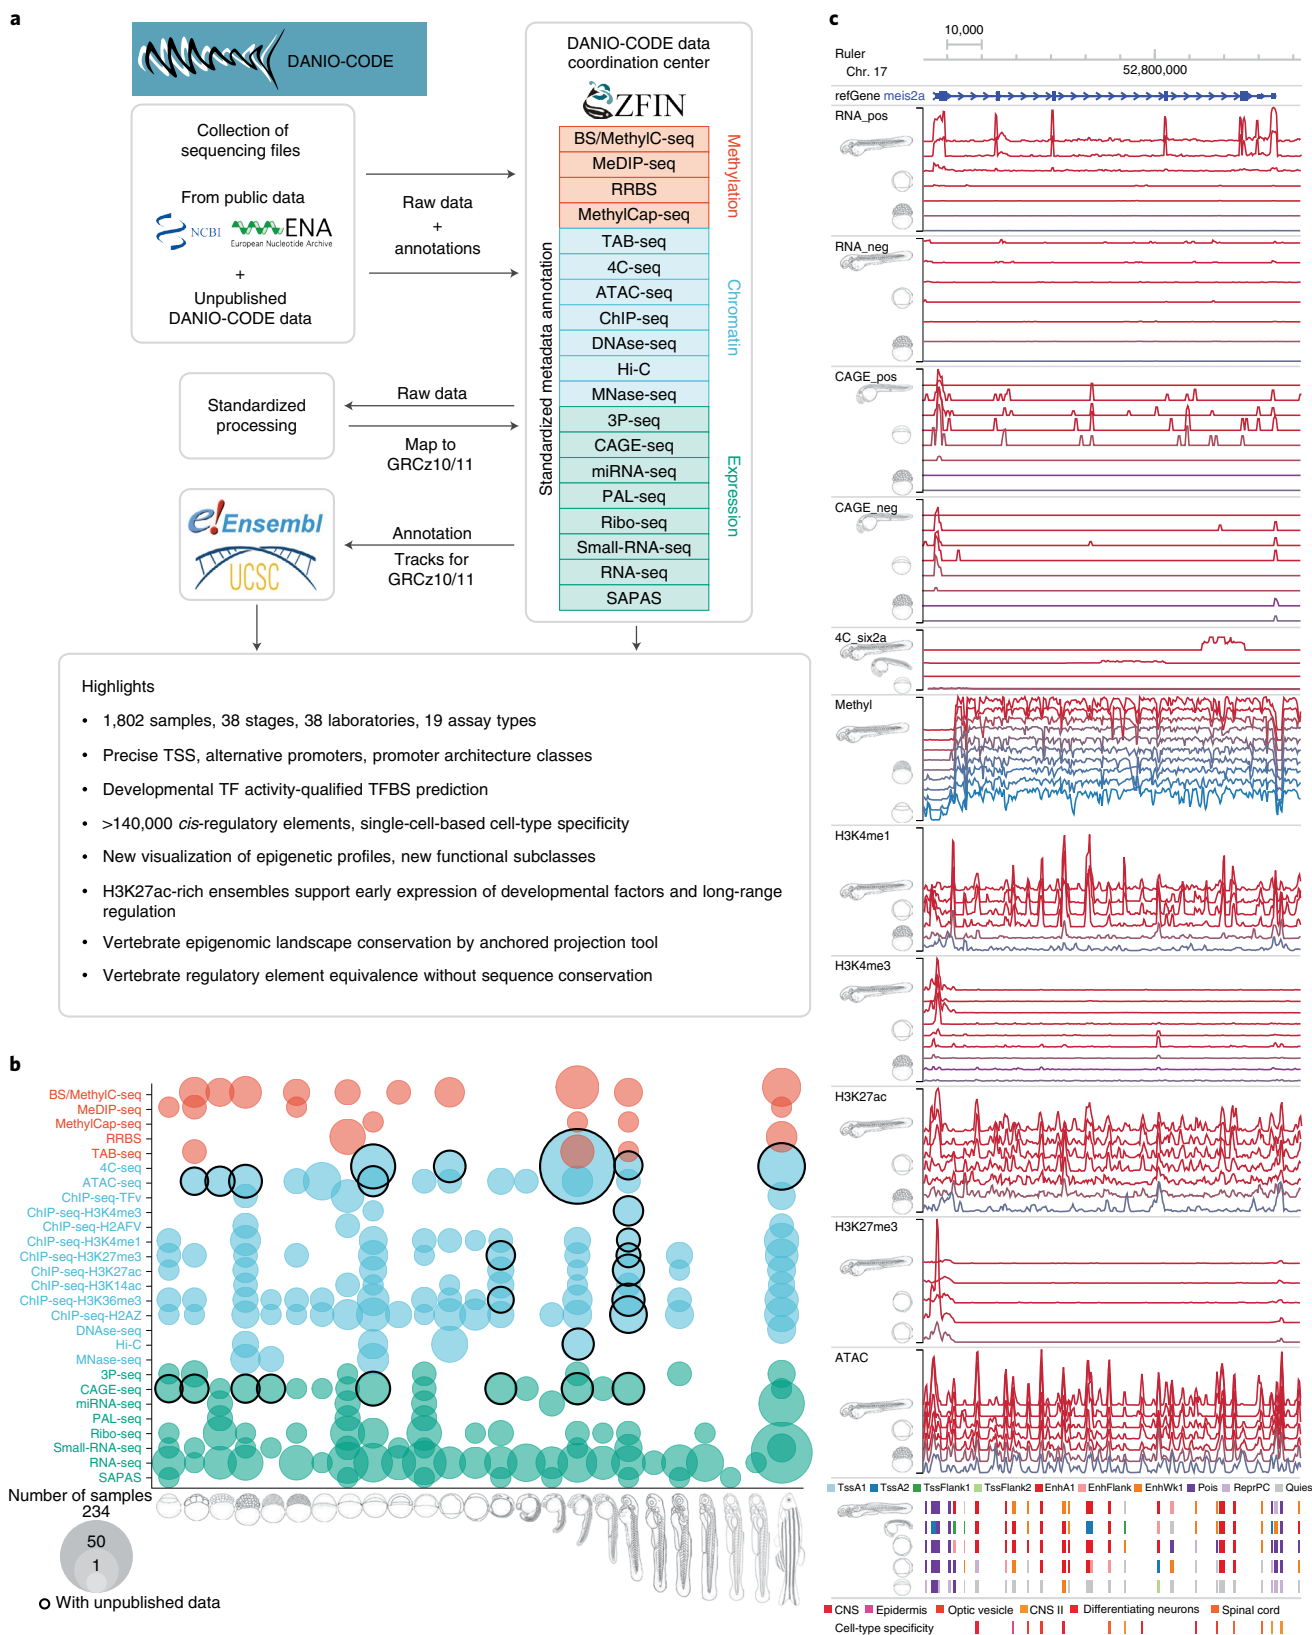 a
DANIO-CODE
Collection of
sequencing files
From public data
NCBI
ENA
European Nucleotide Archive
+
Unpublished
DANIO-CODE data
Raw data
+
annotations
DANIO-CODE data
coordination center
ZFIN
Standardized metadata annotation
BS/MethylC-seq
MeDIP-seq
RRBS
MethylCap-seq
TAB-seq
4C-seq
ATAC-seq
ChIP-seq
DNAse-seq
Hi-C
MNase-seq
3P-seq
CAGE-seq
miRNA-seq
PAL-seq
Ribo-seq
Small-RNA-seq
RNA-seq
SAPAS
Methylation
Chromatin
Expression
Standardized
processing
Raw data
Map to
GRCz10/11
e!Ensembl
UCSC
Annotation
Tracks for
GRCz10/11
Highlights
• 1,802 samples, 38 stages, 38 laboratories, 19 assay types
• Precise TSS, alternative promoters, promoter architecture classes
• Developmental TF activity-qualified TFBS prediction
• >140,000 cis-regulatory elements, single-cell-based cell-type specificity
• New visualization of epigenetic profiles, new functional subclasses
• H3K27ac-rich ensembles support early expression of developmental factors and long-range
regulation
• Vertebrate epigenomic landscape conservation by anchored projection tool
• Vertebrate regulatory element equivalence without sequence conservation
b
BS/MethylC-seq
MeDIP-seq
MethylCap-seq
RRBS
TAB-seq
4C-seq
ATAC-seq
ChIP-seq-TFv
ChIP-seq-H3K4me3
ChIP-seq-H2AFV
ChIP-seq-H3K4me1
ChIP-seq-H3K27me3
ChIP-seq-H3K27ac
ChIP-seq-H3K14ac
ChIP-seq-H3K36me3
ChIP-seq-H2AZ
DNAse-seq
Hi-C
MNase-seq
3P-seq
CAGE-seq
miRNA-seq
PAL-seq
Ribo-seq
Small-RNA-seq
RNA-seq
SAPAS
Number of samples
234
50
1
With unpublished data
c
10,000
Ruler
Chr. 17
52,800,000
refGene meis2a
RNA_pos
RNA_neg
CAGE_pos
CAGE_neg
4C_six2a
Methyl
H3K4me1
H3K4me3
H3K27ac
H3K27me3
ATAC
TssA1 TssA2 TssFlank1 TssFlank2 EnhA1 EnhFlank EnhWk1 Pois ReprPC Quies
CNS Epidermis Optic vesicle CNS II Differentiating neurons Spinal cord
Cell-type specificity